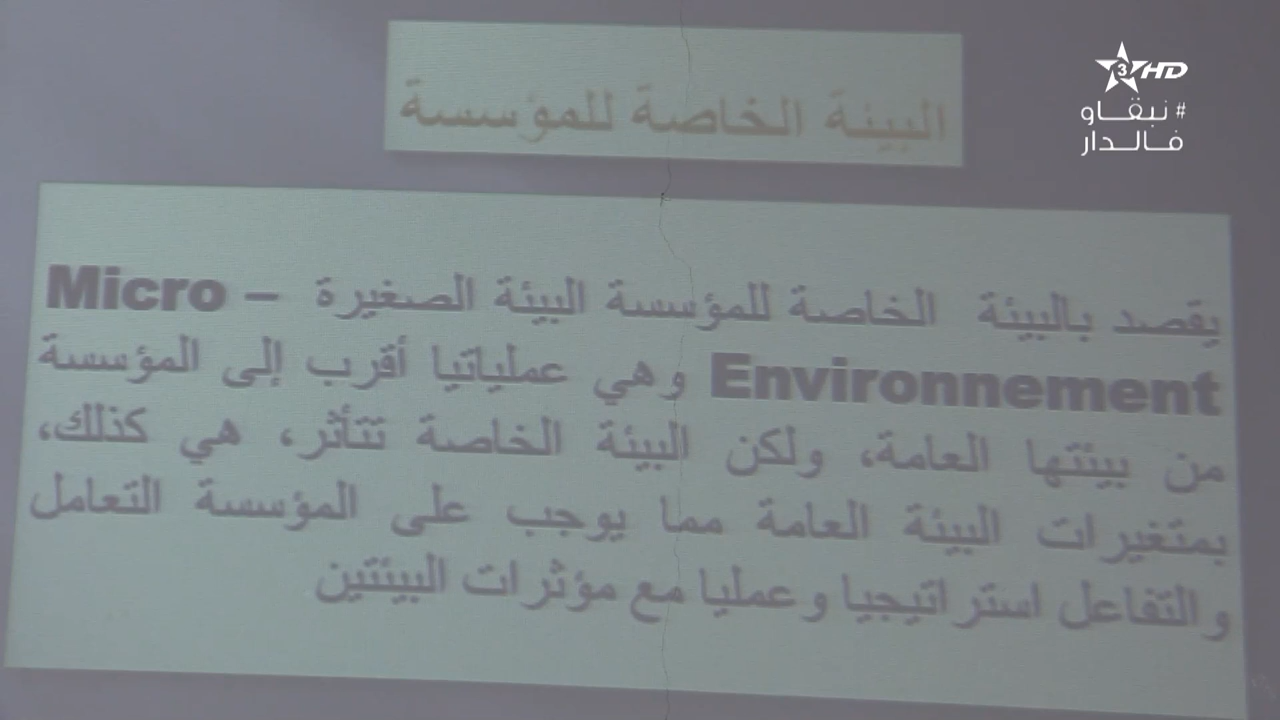 البيئة الخاصة للمؤسسة
3 HD
# نبقاو
فالدار
يقصد بالبيئة الخاصة للمؤسسة البيئة الصغيرة – Micro
Environnement وهي عملياتيا أقرب إلى المؤسسة
من بيئتها العامة، ولكن البيئة الخاصة تتأثر، هي كذلك،
بمتغيرات البيئة العامة مما يوجب على المؤسسة التعامل
والتفاعل استراتيجيا وعمليا مع مؤثرات البيئتين